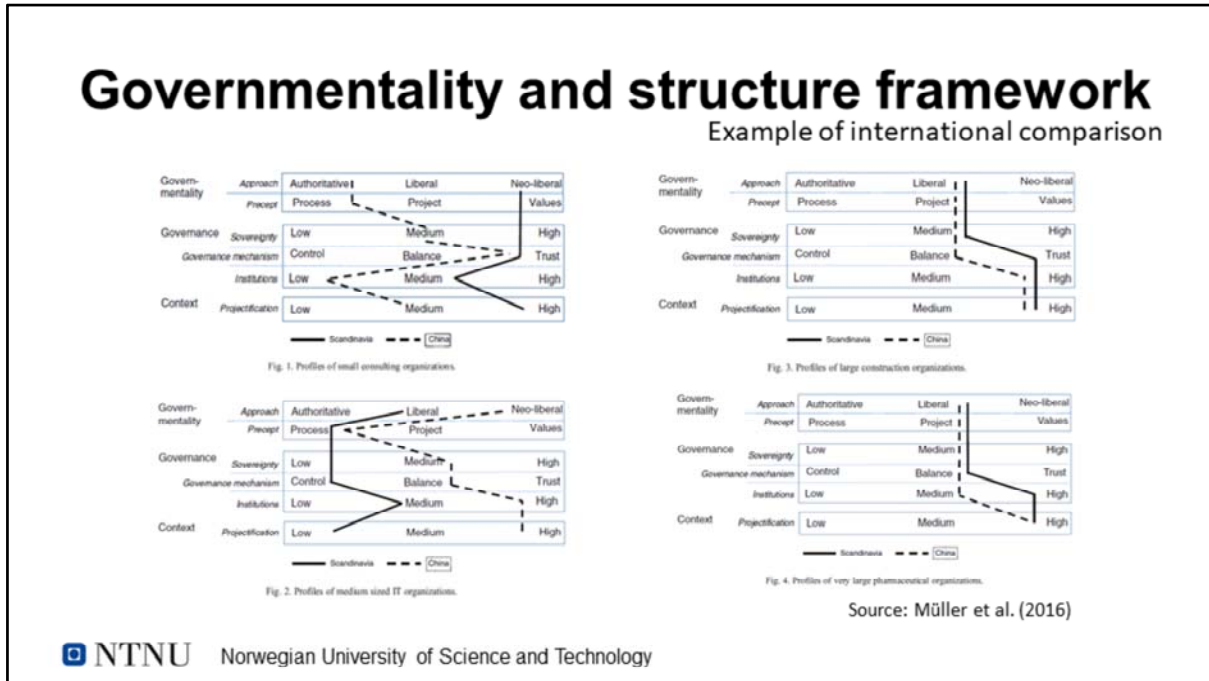 Governmentality and structure framework
Example of international comparison
Govern-
mentality
Approach Authoritative Liberal Neo-liberal
Precept Process Project Values
Governance
Sovereignty Low Medium High
Governance mechanism Control Balance Trust
Institutions Low Medium High
Context
Projectification Low Medium High
Scandinavia China
Fig. 1. Profiles of small consulting organizations.
Govern-
mentality
Approach Authoritative Liberal Neo-liberal
Precept Process Project Values
Governance
Sovereignty Low Medium High
Governance mechanism Control Balance Trust
Institutions Low Medium High
Context
Projectification Low Medium High
Scandinavia China
Fig. 3. Profiles of large construction organizations.
Govern-
mentality
Approach Authoritative Liberal Neo-liberal
Precept Process Project Values
Governance
Sovereignty Low Medium High
Governance mechanism Control Balance Trust
Institutions Low Medium High
Context
Projectification Low Medium High
Scandinavia China
Fig. 2. Profiles of medium sized IT organizations.
Govern-
mentality
Approach Authoritative Liberal Neo-liberal
Precept Process Project Values
Governance
Sovereignty Low Medium High
Governance mechanism Control Balance Trust
Institutions Low Medium High
Context
Projectification Low Medium High
Scandinavia China
Fig. 4. Profiles of very large pharmaceutical organizations.
Source: Müller et al. (2016)
NTNU Norwegian University of Science and Technology